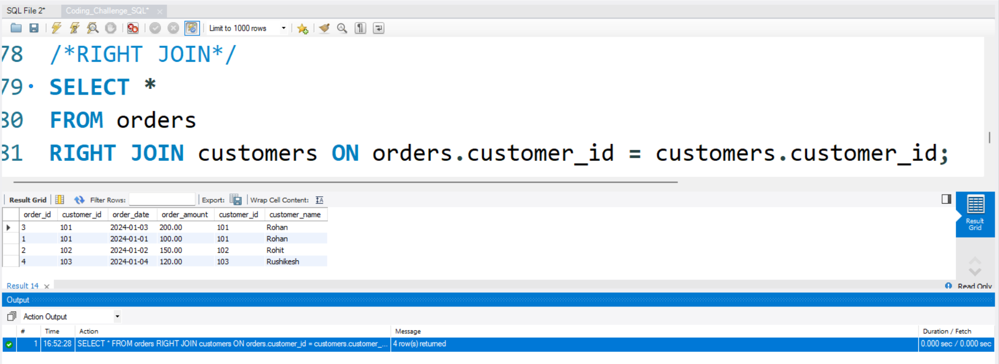 SQL File 2* Coding_Challenge_SQL* ×
Limit to 1000 rows
78 /*RIGHT JOIN*/
79 SELECT *
80 FROM orders
81 RIGHT JOIN customers ON orders.customer_id = customers.customer_id;
Result Grid Filter Rows: Export: Wrap Cell Content:
order_id customer_id order_date order_amount customer_id customer_name
3 101 2024-01-03 200.00 101 Rohan
1 101 2024-01-01 100.00 101 Rohan
2 102 2024-01-02 150.00 102 Rohit
4 103 2024-01-04 120.00 103 Rushikesh
Result
Grid
Result 14 × Read Only
Output
Action Output
# Time Action Message Duration / Fetch
1 16:52:28 SELECT * FROM orders RIGHT JOIN customers ON orders.customer_id = customers.customer_... 4 row(s) returned 0.000 sec / 0.000 sec